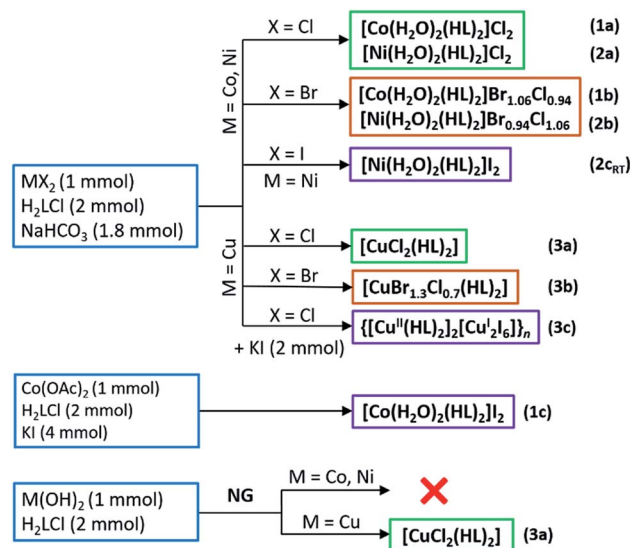 X = Cl
[Co(H₂O)₂(HL)₂]Cl₂ (1a)
[Ni(H₂O)₂(HL)₂]Cl₂ (2a)
M = Co, Ni
X = Br
[Co(H₂O)₂(HL)₂]Br₁.₀₆Cl₀.₉₄ (1b)
[Ni(H₂O)₂(HL)₂]Br₀.₉₄Cl₁.₀₆ (2b)
X = I
M = Ni
[Ni(H₂O)₂(HL)₂]I₂ (2c_RT)
MX₂ (1 mmol)
H₂LCl (2 mmol)
NaHCO₃ (1.8 mmol)
M = Cu
X = Cl
[CuCl₂(HL)₂] (3a)
X = Br
[CuBr₁.₃Cl₀.₇(HL)₂] (3b)
X = Cl
+ KI (2 mmol)
{[Cuᴵᴵ(HL)₂]₂[Cuᴵ₂I₆]}ₙ (3c)
Co(OAc)₂ (1 mmol)
H₂LCl (2 mmol)
KI (4 mmol)
[Co(H₂O)₂(HL)₂]I₂ (1c)
M(OH)₂ (1 mmol)
H₂LCl (2 mmol)
NG
M = Co, Ni
M = Cu
[CuCl₂(HL)₂] (3a)